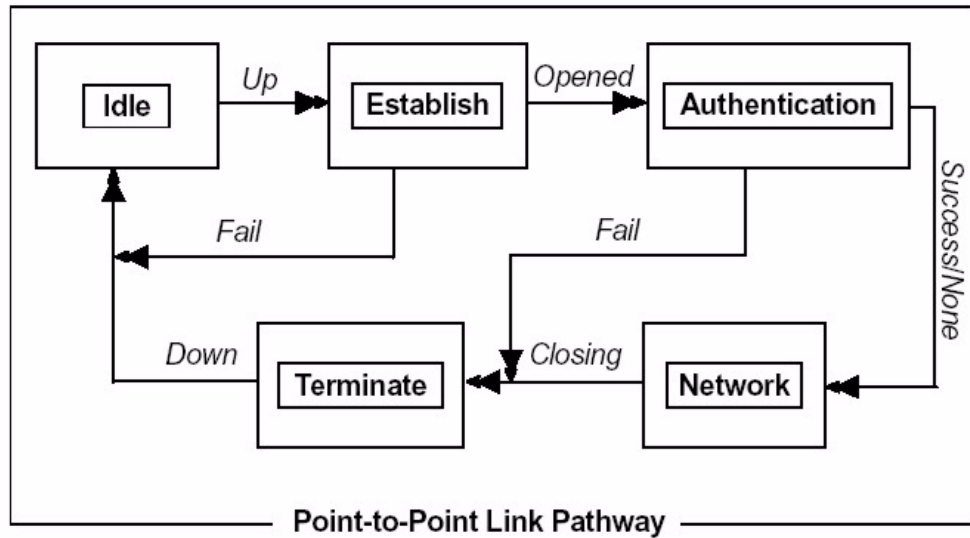 Up
Opened
Idle
Establish
Authentication
Success/None
Fail
Fail
Down
Closing
Terminate
Network
Point-to-Point Link Pathway